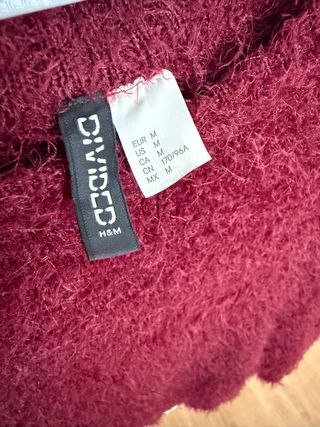 DIVIDED
H&M
EUR M
US M
CA M
CN 170/96A
MX M